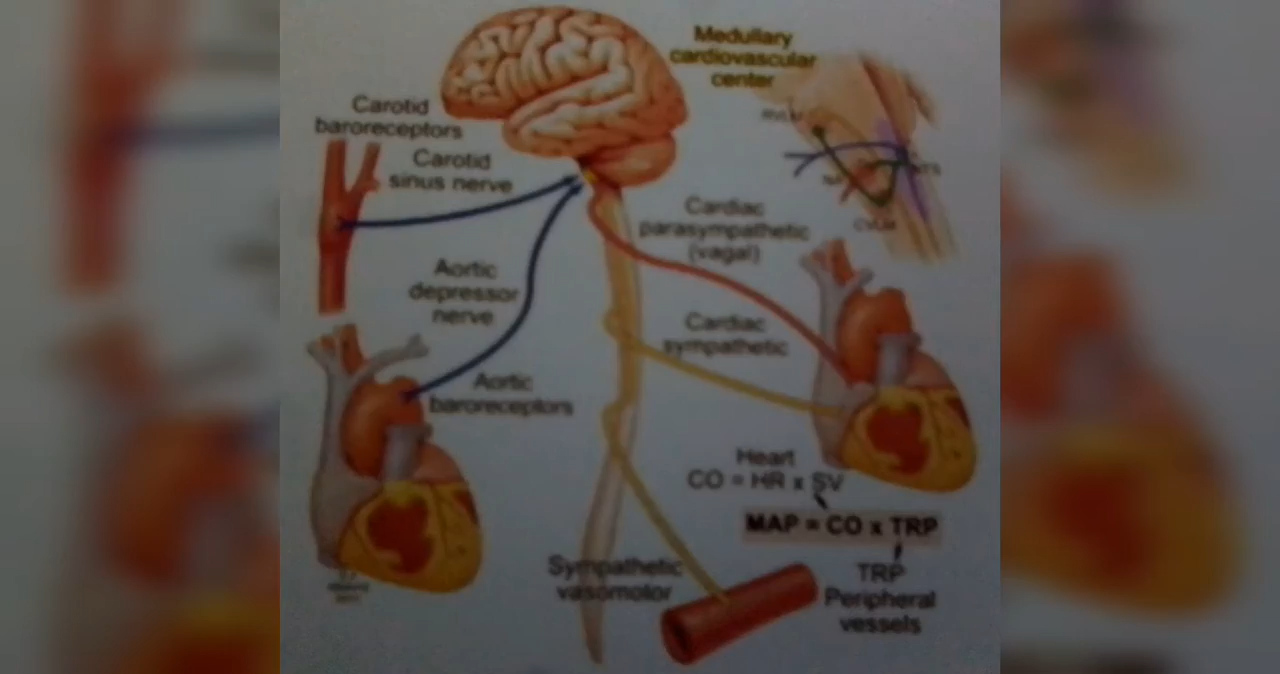 Medullary
cardiovascular
center
Carotid
baroreceptors
Carotid
sinus nerve
Cardiac
parasympathetic
(vagal)
Aortic
depressor
nerve
Cardiac
sympathetic
Aortic
baroreceptors
Heart
CO = HR x SV
MAP = CO x TRP
Sympathetic
vasomotor
TRP
Peripheral
vessels